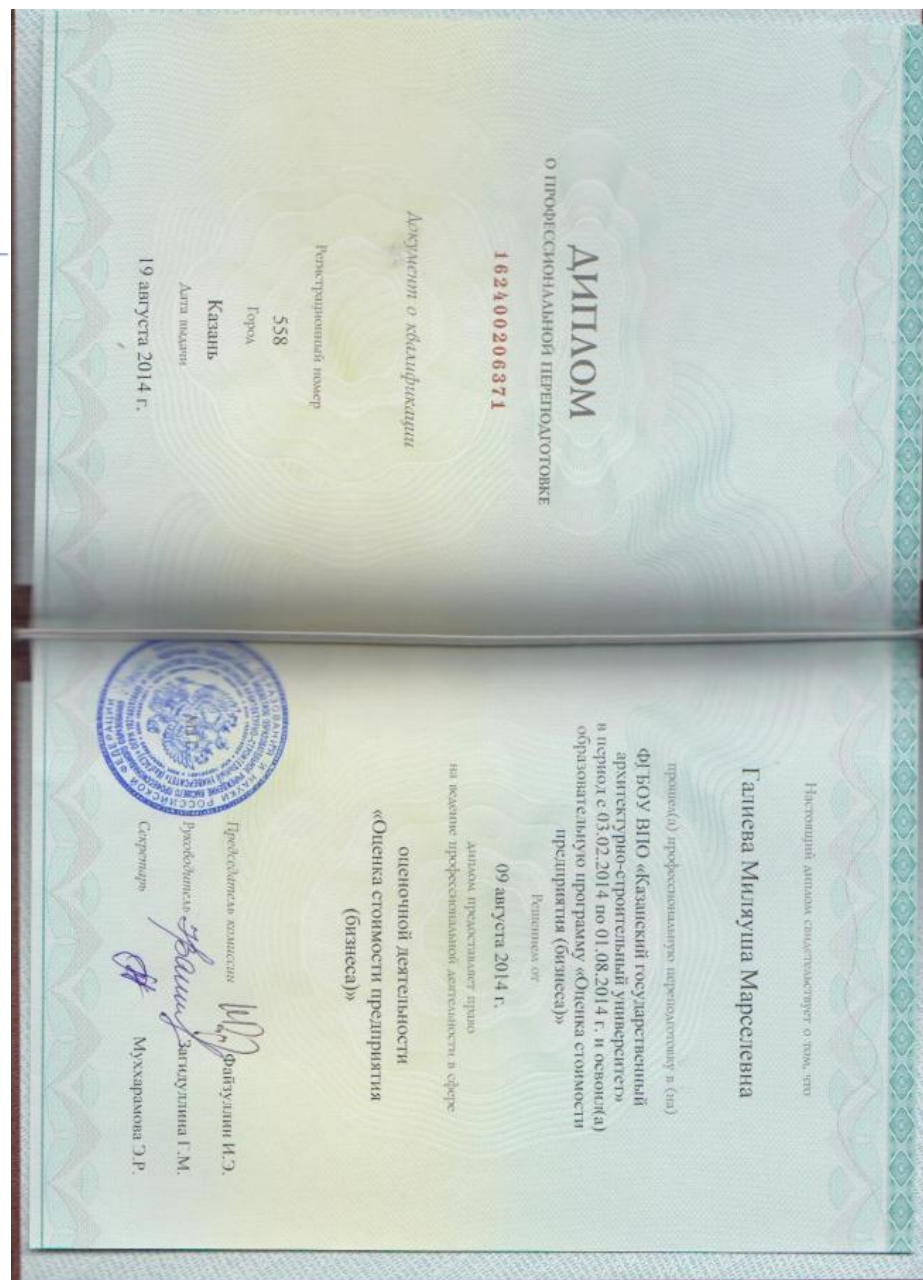 ДИПЛОМ
О ПРОФЕССИОНАЛЬНОЙ ПЕРЕПОДГОТОВКЕ
162400206371
Документ о квалификации
Регистрационный номер
558
Город
Казань
Дата выдачи
19 августа 2014 г.
Настоящий диплом свидетельствует о том, что
Галиева Миляуша Марселевна
прошел(а) профессиональную переподготовку в (на)
ФГБОУ ВПО «Казанский государственный
архитектурно-строительный университет»
в период с 03.02.2014 по 01.08.2014 г. и освоил(а)
образовательную программу «Оценка стоимости
предприятия (бизнеса)»
Решением от
09 августа 2014 г.
диплом предоставляет право
на ведение профессиональной деятельности в сфере
оценочной деятельности
«Оценка стоимости предприятия
(бизнеса)»
Председатель комиссии Файзуллин И.Э.
Руководитель Загидуллина Г.М.
Секретарь Мухарамова Э.Р.
М.П.